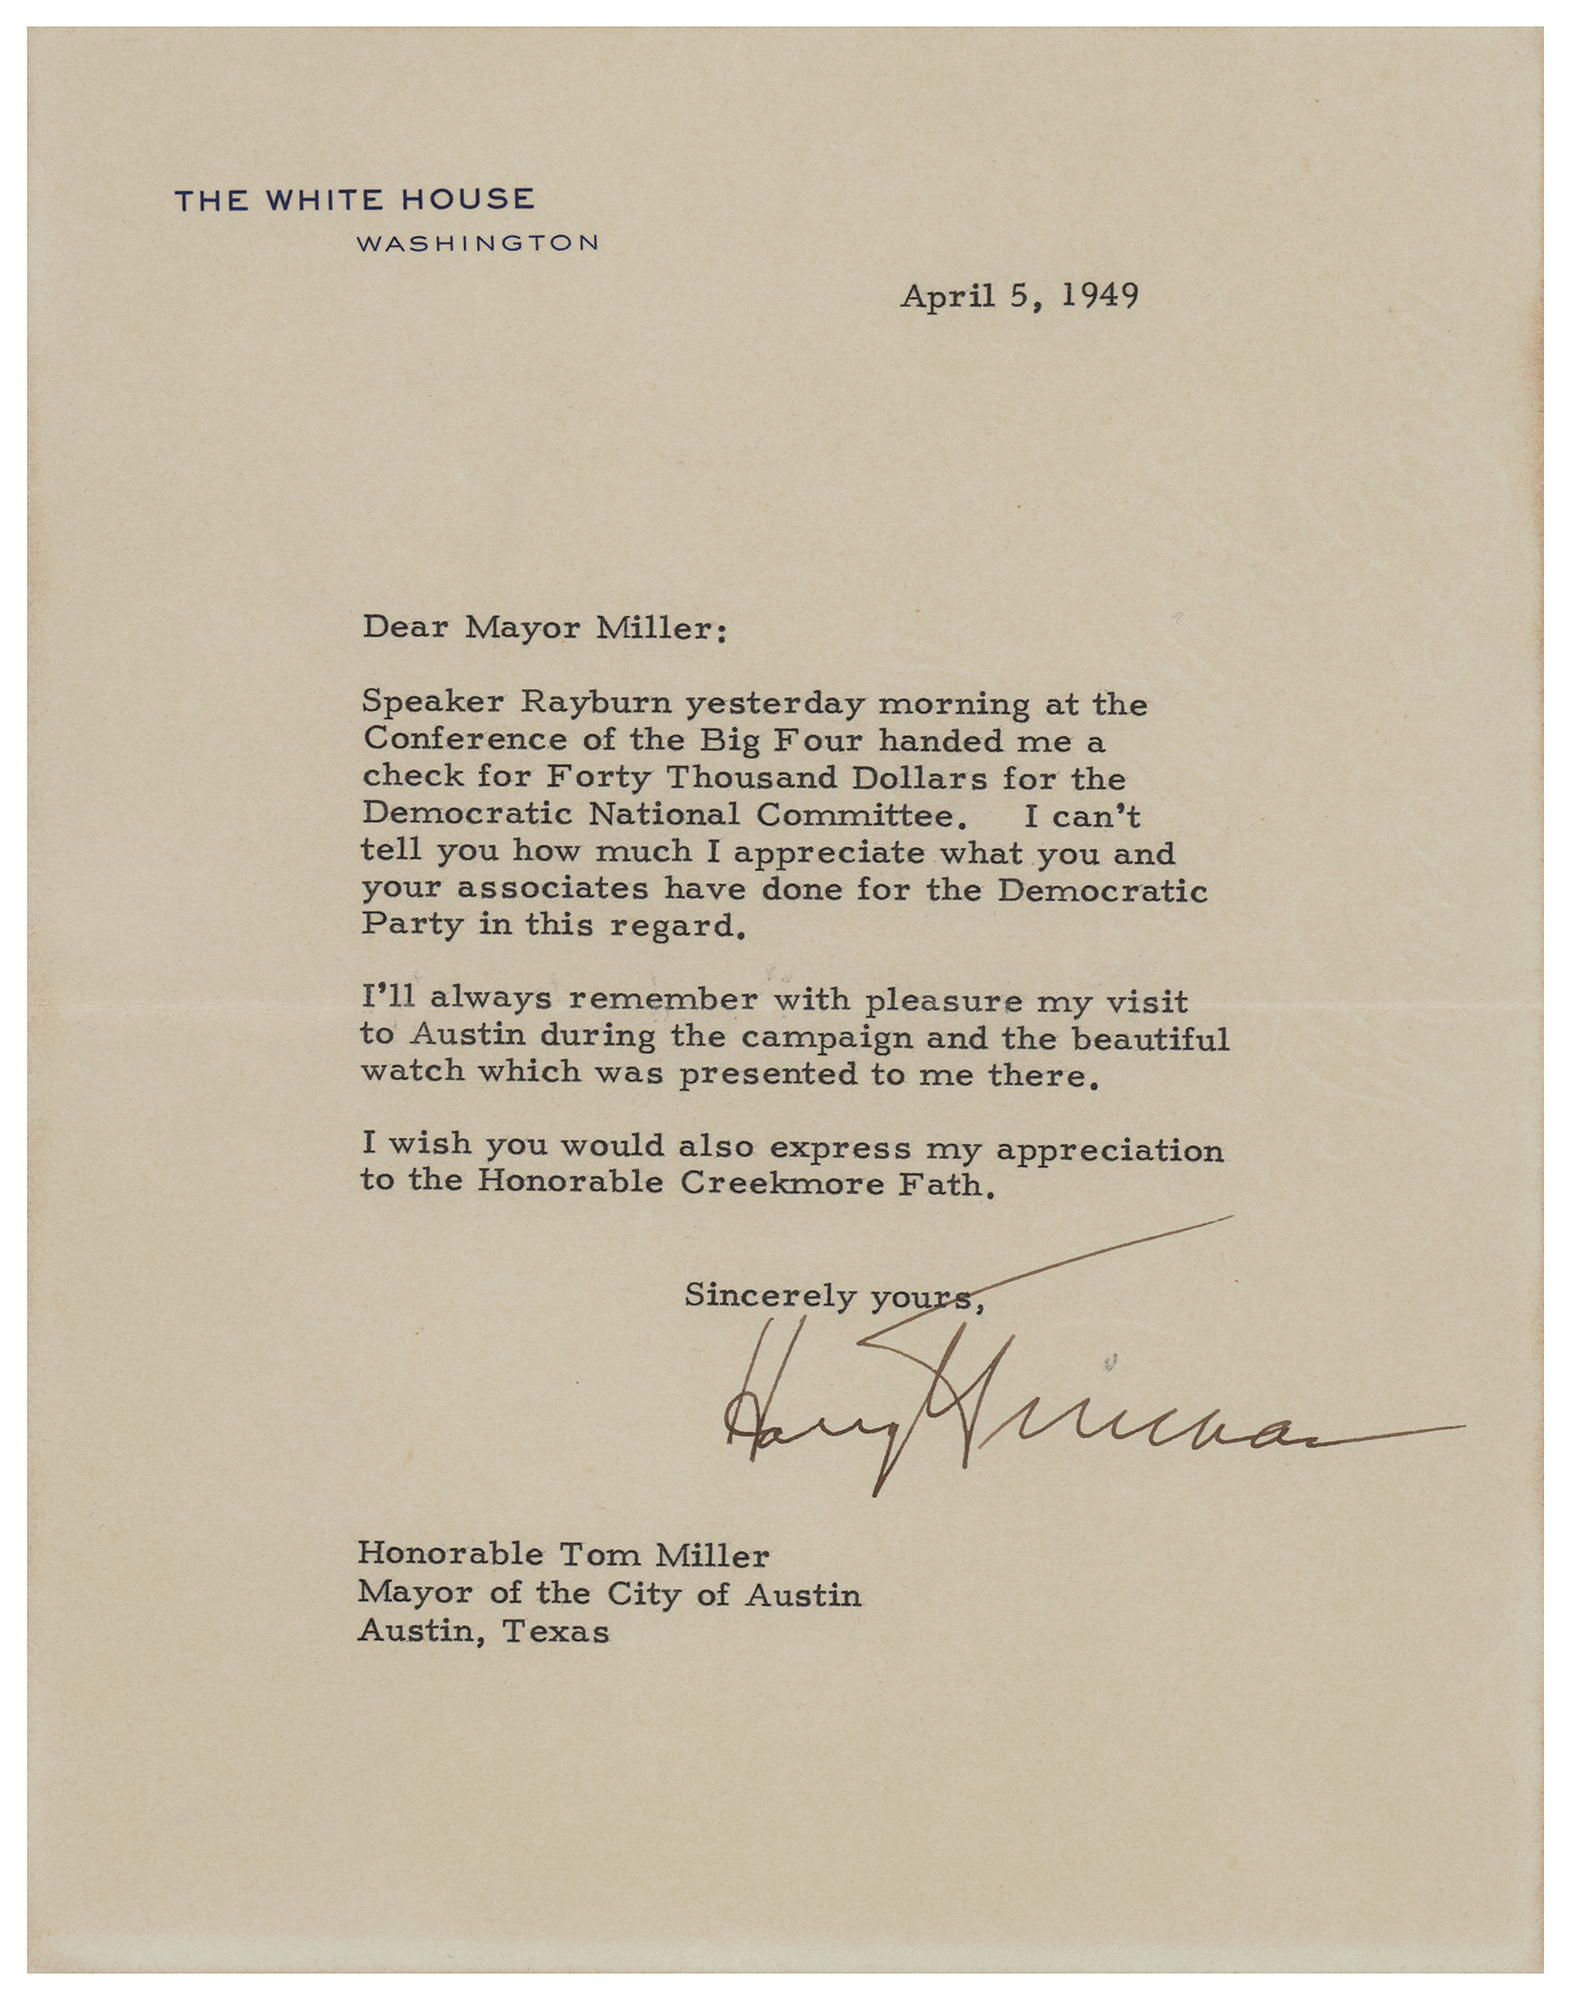 THE WHITE HOUSE
WASHINGTON
April 5, 1949
Dear Mayor Miller:
Speaker Rayburn yesterday morning at the
Conference of the Big Four handed me a
check for Forty Thousand Dollars for the
Democratic National Committee. I can't
tell you how much I appreciate what you and
your associates have done for the Democratic
Party in this regard.
I'll always remember with pleasure my visit
to Austin during the campaign and the beautiful
watch which was presented to me there.
I wish you would also express my appreciation
to the Honorable Creekmore Fath.
Sincerely yours,
Harry Truman
Honorable Tom Miller
Mayor of the City of Austin
Austin, Texas